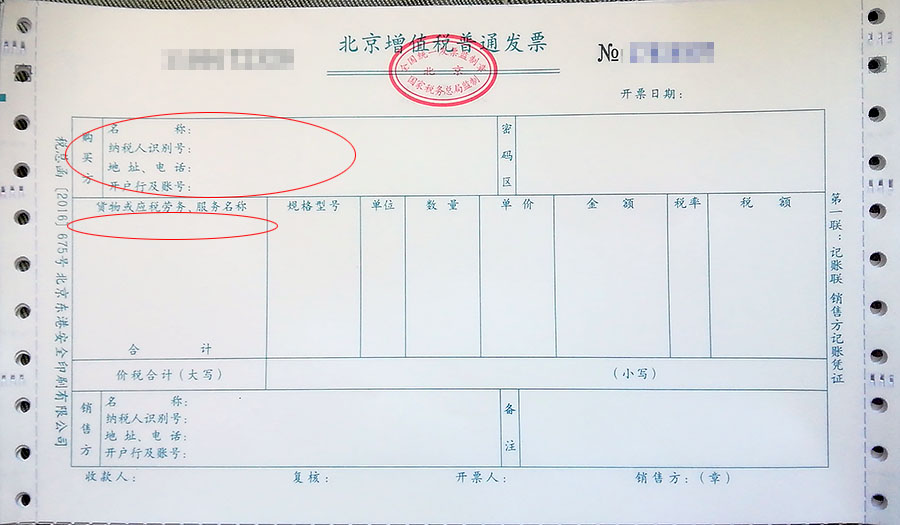 北京增值税普通发票
全国统一发票监制章
北京
国家税务总局监制
№
开票日期：
购买方
名称：
纳税人识别号：
地址、电话：
开户行及账号：
密码区
货物或应税劳务、服务名称 规格型号 单位 数量 单价 金额 税率 税额
合计
价税合计（大写） （小写）
销售方
名称：
纳税人识别号：
地址、电话：
开户行及账号：
备注
收款人： 复核： 开票人： 销售方：（章）
税总函〔2016〕675号北京东港安全印刷有限公司
第一联：记账联 销售方记账凭证